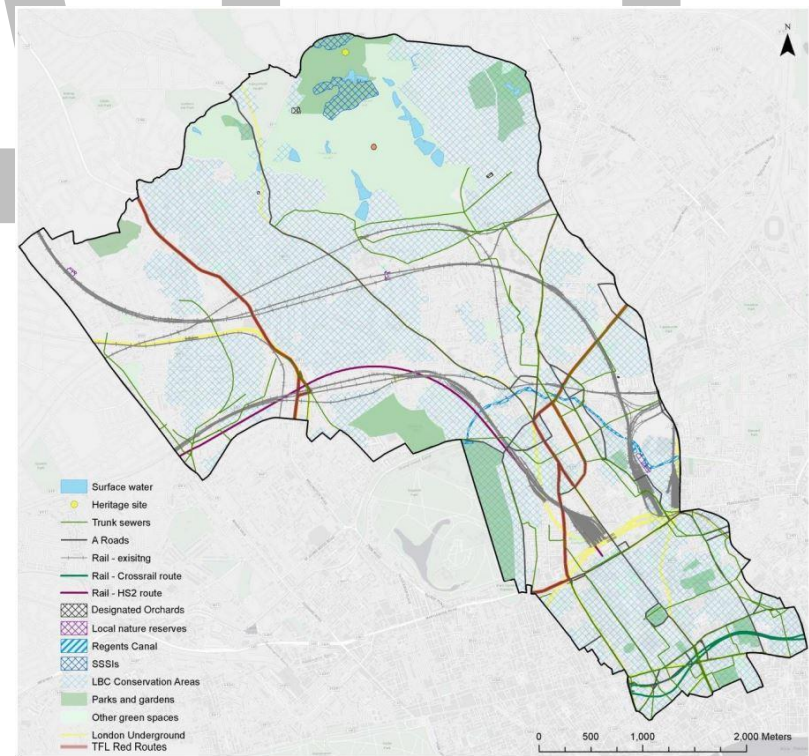 N
Surface water
Heritage site
Trunk sewers
A Roads
Rail - exisitng
Rail - Crossrail route
Rail - HS2 route
Designated Orchards
Local nature reserves
Regents Canal
SSSIs
LBC Conservation Areas
Parks and gardens
Other green spaces
London Underground
TFL Red Routes
0 500 1,000 2,000 Meters